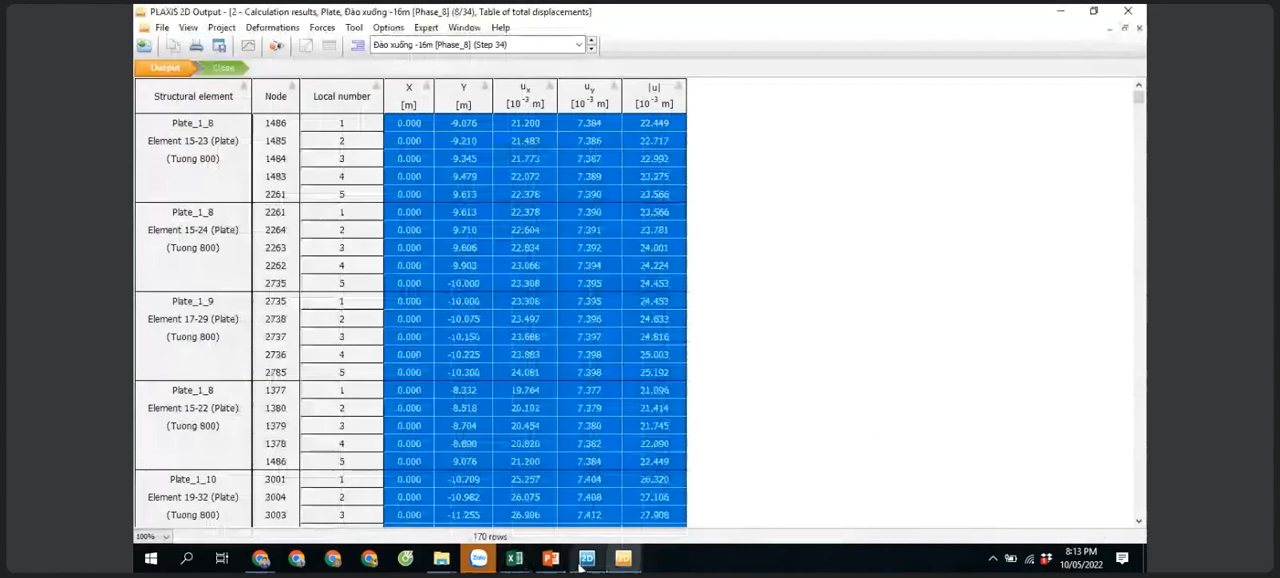 PLAXIS 2D Output - [2 - Calculation results, Plate, Đào xuống -16m [Phase_8] (8/34), Table of total displacements]
File View Project Deformations Forces Tool Options Expert Window Help
Đào xuống -16m [Phase_8] (Step 34)
Output Close
Structural element Node Local number X [m] Y [m] ux [10-3 m] uy [10-3 m] |u| [10-3 m]
Plate_1_8 1486 1 0.000 -9.076 21.200 7.384 22.449
Element 15-23 (Plate) 1485 2 0.000 -9.210 21.483 7.386 22.717
(Tuong 800) 1484 3 0.000 -9.345 21.773 7.387 22.992
1483 4 0.000 9.479 22.072 7.389 23.275
2261 5 0.000 9.613 22.378 7.390 23.566
Plate_1_8 2261 1 0.000 9.613 22.378 7.390 23.566
Element 15-24 (Plate) 2264 2 0.000 9.710 22.604 7.391 23.781
(Tuong 800) 2263 3 0.000 9.606 22.834 7.392 24.001
2262 4 0.000 9.903 23.068 7.394 24.224
2735 5 0.000 -10.000 23.308 7.395 24.453
Plate_1_9 2735 1 0.000 -10.000 23.308 7.395 24.453
Element 17-29 (Plate) 2738 2 0.000 -10.075 23.497 7.396 24.633
(Tuong 800) 2737 3 0.000 -10.150 23.688 7.397 24.816
2736 4 0.000 -10.225 23.883 7.398 25.003
2785 5 0.000 -10.300 24.081 7.398 25.192
Plate_1_8 1377 1 0.000 -8.332 19.764 7.377 21.096
Element 15-22 (Plate) 1380 2 0.000 -8.518 20.102 7.379 21.414
(Tuong 800) 1379 3 0.000 -8.704 20.454 7.380 21.745
1378 4 0.000 -8.890 20.820 7.382 22.090
1486 5 0.000 9.076 21.200 7.384 22.449
Plate_1_10 3001 1 0.000 -10.709 25.257 7.404 26.320
Element 19-32 (Plate) 3004 2 0.000 -10.982 26.075 7.408 27.106
(Tuong 800) 3003 3 0.000 -11.255 26.906 7.412 27.908
100% 170 rows
Zalo 2D 2D
8:13 PM
10/05/2022